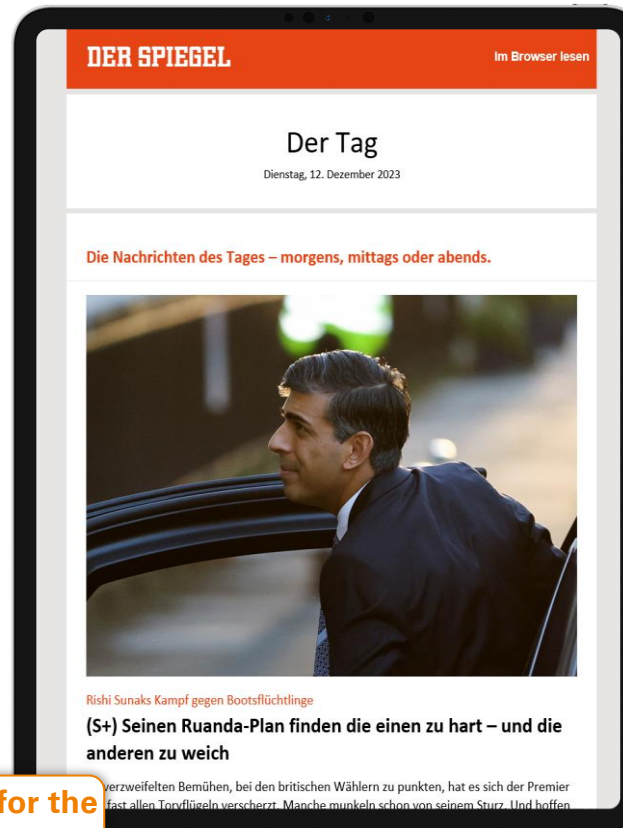 DER SPIEGEL
Im Browser lesen
Der Tag
Dienstag, 12. Dezember 2023
Die Nachrichten des Tages – morgens, mittags oder abends.
Rishi Sunaks Kampf gegen Bootsflüchtlinge
(S+) Seinen Ruanda-Plan finden die einen zu hart – und die
anderen zu weich
verzweifelten Bemühen, bei den britischen Wählern zu punkten, hat es sich der Premier
fast allen Toryflügeln verscherzt. Manche munkeln schon von seinem Sturz. Und hoffen
for the